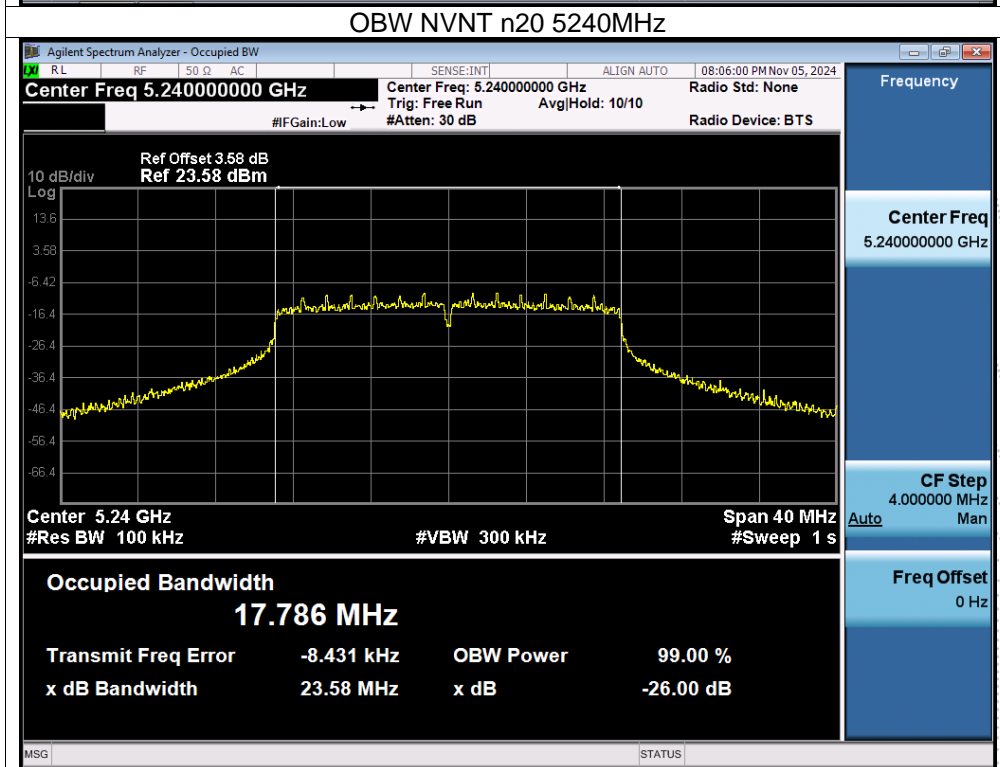 OBW NVNT n20 5240MHz
Agilent Spectrum Analyzer - Occupied BW
LXI RL RF 50 Ω AC SENSE:INT ALIGN AUTO 08:06:00 PM Nov 05, 2024
Center Freq 5.240000000 GHz
Center Freq: 5.240000000 GHz
Radio Std: None
Trig: Free Run Avg|Hold: 10/10
#IFGain:Low #Atten: 30 dB Radio Device: BTS
Frequency
Ref Offset 3.58 dB
10 dB/div Ref 23.58 dBm
Log
13.6
3.58
-6.42
-16.4
-26.4
-36.4
-46.4
-56.4
-66.4
Center 5.24 GHz Span 40 MHz
#Res BW 100 kHz #VBW 300 kHz #Sweep 1 s
Center Freq
5.240000000 GHz
CF Step
4.000000 MHz
Auto Man
Freq Offset
0 Hz
Occupied Bandwidth
17.786 MHz
Transmit Freq Error -8.431 kHz OBW Power 99.00 %
x dB Bandwidth 23.58 MHz x dB -26.00 dB
MSG STATUS